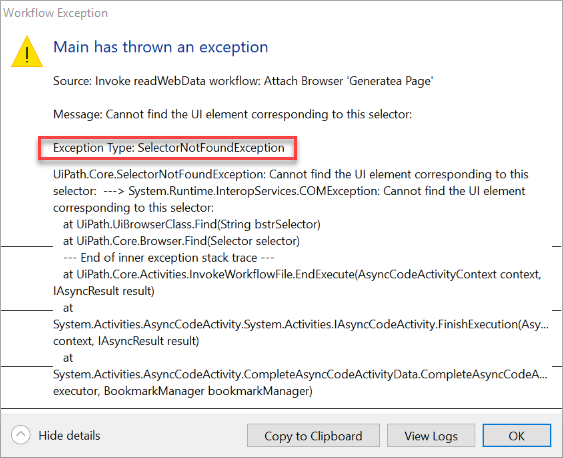 Workflow Exception
Main has thrown an exception
Source: Invoke readWebData workflow: Attach Browser 'Generatea Page'
Message: Cannot find the UI element corresponding to this selector:
Exception Type: SelectorNotFoundException
UiPath.Core.SelectorNotFoundException: Cannot find the UI element corresponding to this
selector:  ---> System.Runtime.InteropServices.COMException: Cannot find the UI element
corresponding to this selector:
at UiPath.UiBrowserClass.Find(String bstrSelector)
at UiPath.Core.Browser.Find(Selector selector)
--- End of inner exception stack trace ---
at UiPath.Core.Activities.InvokeWorkflowFile.EndExecute(AsyncCodeActivityContext context,
IAsyncResult result)
at
System.Activities.AsyncCodeActivity.System.Activities.IAsyncCodeActivity.FinishExecution(Asy...
context, IAsyncResult result)
at
System.Activities.AsyncCodeActivity.CompleteAsyncCodeActivityData.CompleteAsyncCodeA...
executor, BookmarkManager bookmarkManager)
Hide details
Copy to Clipboard
View Logs
OK